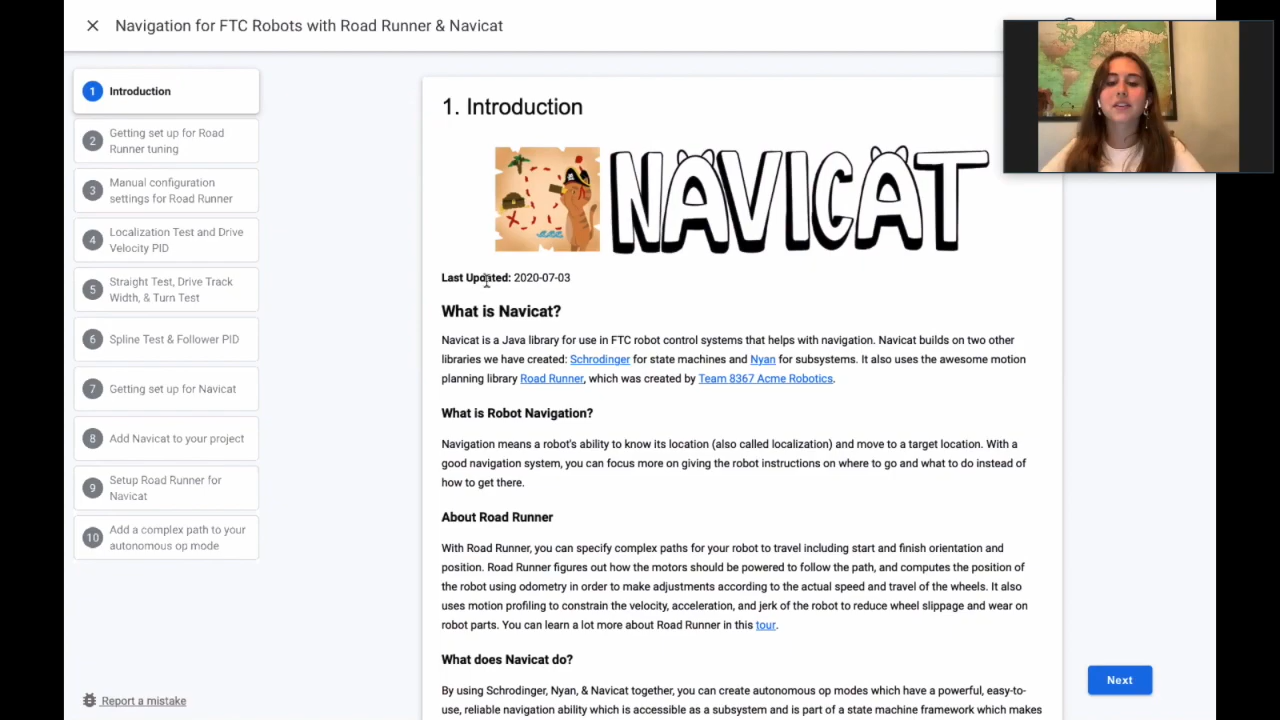 Navigation for FTC Robots with Road Runner & Navicat
1 Introduction
2 Getting set up for Road
Runner tuning
3 Manual configuration
settings for Road Runner
4 Localization Test and Drive
Velocity PID
5 Straight Test, Drive Track
Width, & Turn Test
6 Spline Test & Follower PID
7 Getting set up for Navicat
8 Add Navicat to your project
9 Setup Road Runner for
Navicat
10 Add a complex path to your
autonomous op mode
Report a mistake
1. Introduction
NAVICAT
Last Updated: 2020-07-03
What is Navicat?
Navicat is a Java library for use in FTC robot control systems that helps with navigation. Navicat builds on two other
libraries we have created: Schrodinger for state machines and Nyan for subsystems. It also uses the awesome motion
planning library Road Runner, which was created by Team 8367 Acme Robotics.
What is Robot Navigation?
Navigation means a robot's ability to know its location (also called localization) and move to a target location. With a
good navigation system, you can focus more on giving the robot instructions on where to go and what to do instead of
how to get there.
About Road Runner
With Road Runner, you can specify complex paths for your robot to travel including start and finish orientation and
position. Road Runner figures out how the motors should be powered to follow the path, and computes the position of
the robot using odometry in order to make adjustments according to the actual speed and travel of the wheels. It also
uses motion profiling to constrain the velocity, acceleration, and jerk of the robot to reduce wheel slippage and wear on
robot parts. You can learn a lot more about Road Runner in this tour.
What does Navicat do?
By using Schrodinger, Nyan, & Navicat together, you can create autonomous op modes which have a powerful, easy-to-
use, reliable navigation ability which is accessible as a subsystem and is part of a state machine framework which makes
Next